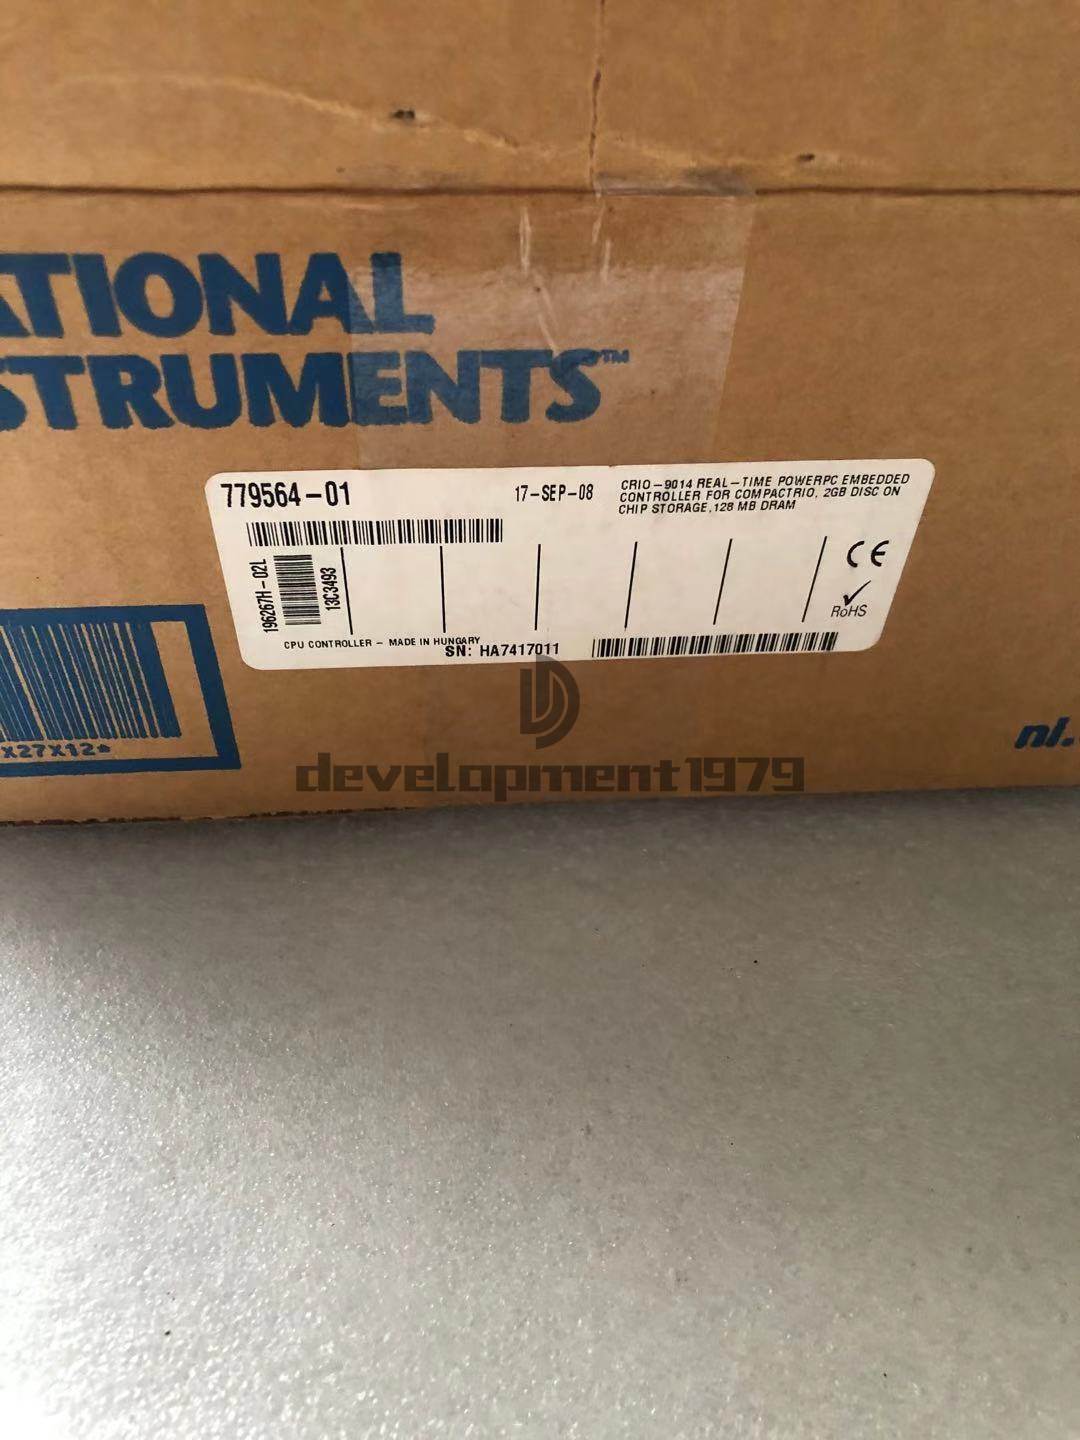 ATIONAL
STRUMENTS™
779564-01
17-SEP-08
CRIO-9014 REAL-TIME POWERPC EMBEDDED
CONTROLLER FOR COMPACTRIO, 2GB DISC ON
CHIP STORAGE, 128 MB DRAM
196267H-02L
13C3493
CE
RoHS
CPU CONTROLLER - MADE IN HUNGARY
SN: HA7417011
X27X12*
ni.
development1979